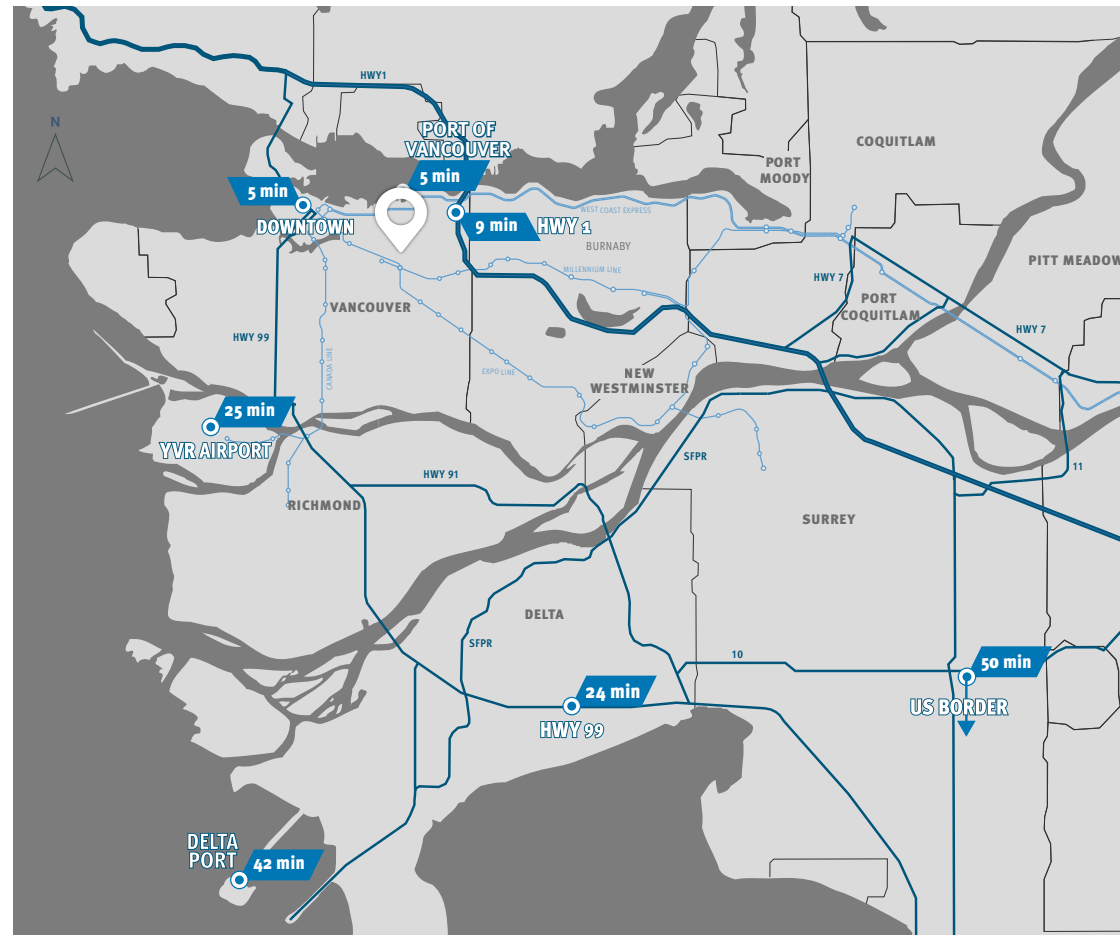 HWY1
N
PORT OF
VANCOUVER
5 min
COQUITLAM
PORT
MOODY
5 min
DOWNTOWN
WEST COAST EXPRESS
9 min
HWY 1
BURNABY
PITT MEADOW
MILLENNIUM LINE
HWY 7
VANCOUVER
PORT
COQUITLAM
HWY 7
HWY 99
CANADA LINE
EXPO LINE
NEW
WESTMINSTER
25 min
YVR AIRPORT
SFPR
HWY 91
11
RICHMOND
SURREY
DELTA
SFPR
10
50 min
24 min
US BORDER
HWY 99
DELTA
PORT
42 min